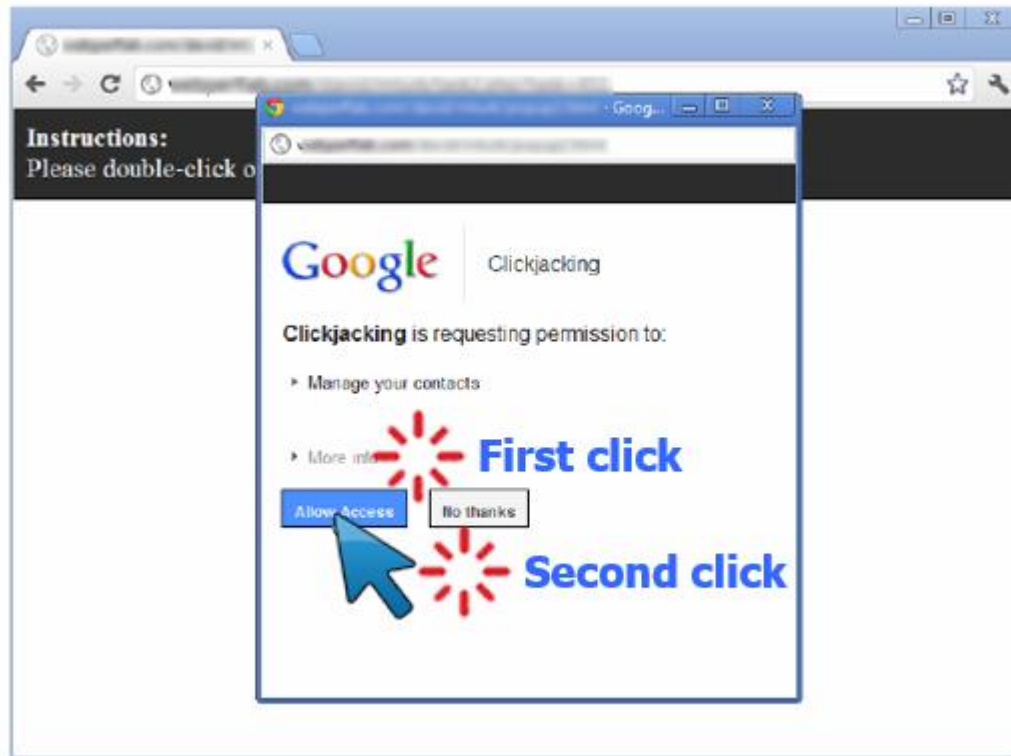 Instructions:
Please double-click o
- Goog...
Google
Clickjacking
Clickjacking is requesting permission to:
Manage your contacts
More info
First click
Allow Access
No thanks
Second click